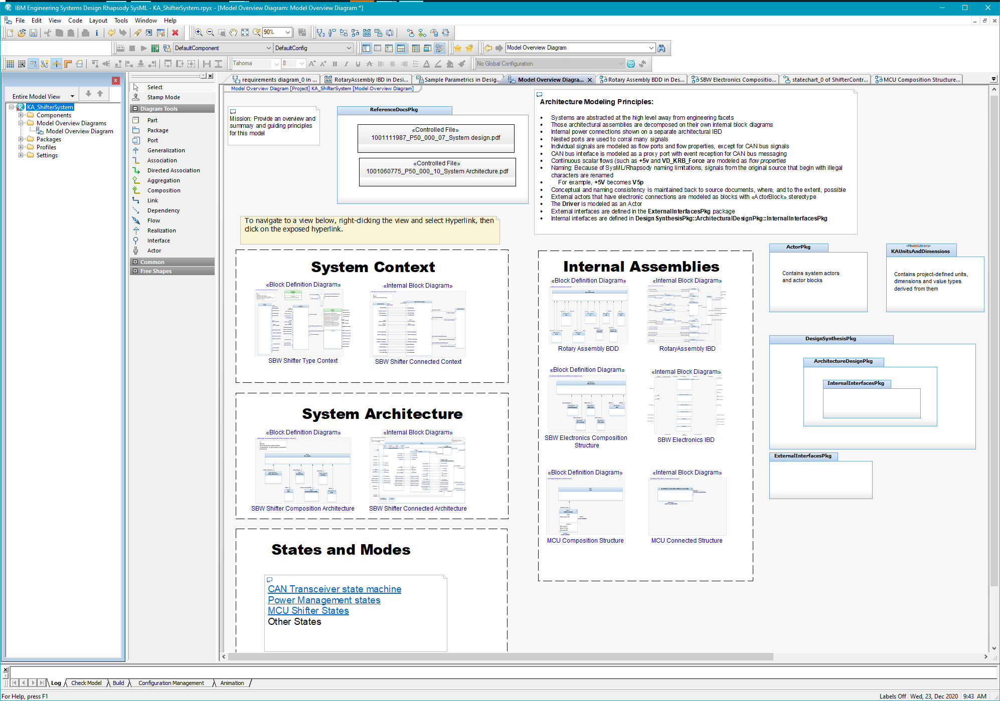 IBM Engineering Systems Design Rhapsody SysML - KA_ShifterSystem.rpyx - [Model Overview Diagram: Model Overview Diagram *]
File Edit View Code Layout Tools Window Help
90%
DefaultComponent DefaultConfig Model Overview Diagram
Tahoma 8 No Global Configuration
requirements diagram_0 in ... RotaryAssembly IBD in Desi... Sample Parametrics in Desig... Model Overview Diagra... Rotary Assembly BDD in Des... SBW Electronics Compositio... statechart_0 of ShifterContr... MCU Composition Structure...
Entire Model View
KA_ShifterSystem
Components
Model Overview Diagrams
Model Overview Diagram
Packages
Profiles
Settings
Select
Stamp Mode
Diagram Tools
Part
Package
Port
Generalization
Association
Directed Association
Aggregation
Composition
Link
Dependency
Flow
Realization
Interface
Actor
Common
Free Shapes
Model Overview Diagram [Project] KA_ShifterSystem [Model Overview Diagram]
Mission: Provide an overview and
summary and guiding principles
for this model
ReferenceDocsPkg
«Controlled File»
1001111987_P50_000_07_System design.pdf
«Controlled File»
1001060775_P50_000_10_System Architecture.pdf
Architecture Modeling Principles:
• Systems are abstracted at the high level away from engineering facets
• Those architectural assemblies are decomposed on their own internal block diagrams
• Internal power connections shown on a separate architectural IBD
• Nested ports are used to corral many signals
• Individual signals are modeled as flow ports and flow properties, except for CAN bus signals
• CAN bus interface is modeled as a proxy port with event reception for CAN bus messaging
• Continuous scalar flows (such as +5v and VD_KRB_Force are modeled as flow properties
• Naming: Because of SysML/Rhapsody naming limitations, signals from the original source that begin with illegal
characters are renamed
• For example, +5V becomes V5p
• Conceptual and naming consistency is maintained back to source documents, where, and to the extent, possible
• External actors that have electronic connections are modeled as blocks with «ActorBlock» stereotype
• The Driver is modeled as an Actor
• External interfaces are defined in the ExternalInterfacesPkg package
• Internal interfaces are defined in Design SynthesisPkg::ArchitecturalDesignPkg::InternalInterfacesPkg
To navigate to a view below, right-clicking the view and select Hyperlink, then
click on the exposed hyperlink.
System Context
«Block Definition Diagram»
SBW Shifter Type Context
«Internal Block Diagram»
SBW Shifter Connected Context
System Architecture
«Block Definition Diagram»
SBW Shifter Composition Architecture
«Internal Block Diagram»
SBW Shifter Connected Architecture
States and Modes
CAN Transceiver state machine
Power Management states
MCU Shifter States
Other States
Internal Assemblies
«Block Definition Diagram»
Rotary Assembly BDD
«Internal Block Diagram»
RotaryAssembly IBD
«Block Definition Diagram»
SBW Electronics Composition
Structure
«Internal Block Diagram»
SBW Electronics IBD
«Block Definition Diagram»
MCU Composition Structure
«Internal Block Diagram»
MCU Connected Structure
ActorPkg
Contains system actors
and actor blocks
«ModelLibrary»
KAUnitsAndDimensions
Contains project-defined units,
dimensions and value types
derived from them
DesignSynthesisPkg
ArchitectureDesignPkg
InternalInterfacesPkg
ExternalInterfacesPkg
Log Check Model Build Configuration Management Animation
For Help, press F1
Labels Off Wed, 23, Dec 2020 9:43 AM